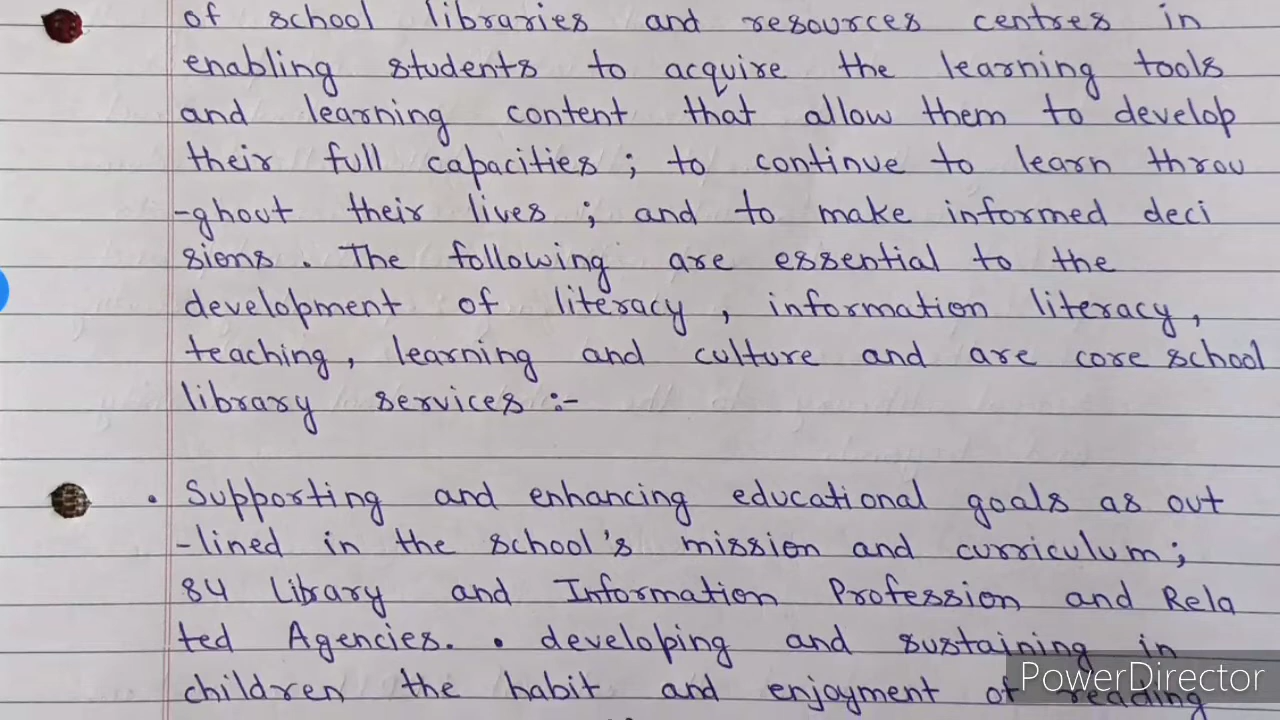 of school libraries and resources centres in
enabling students to acquire the learning tools
and learning content that allow them to develop
their full capacities ; to continue to learn throu
-ghout their lives ; and to make informed deci
sions . The following are essential to the
development of literacy , information literacy,
teaching, learning and culture and are core school
library services :-
• Supporting and enhancing educational goals as out
-lined in the school's mission and curriculum;
84 Library and Information Profession and Rela
ted Agencies. • developing and sustaining in
children the habit and enjoyment of reading
PowerDirector